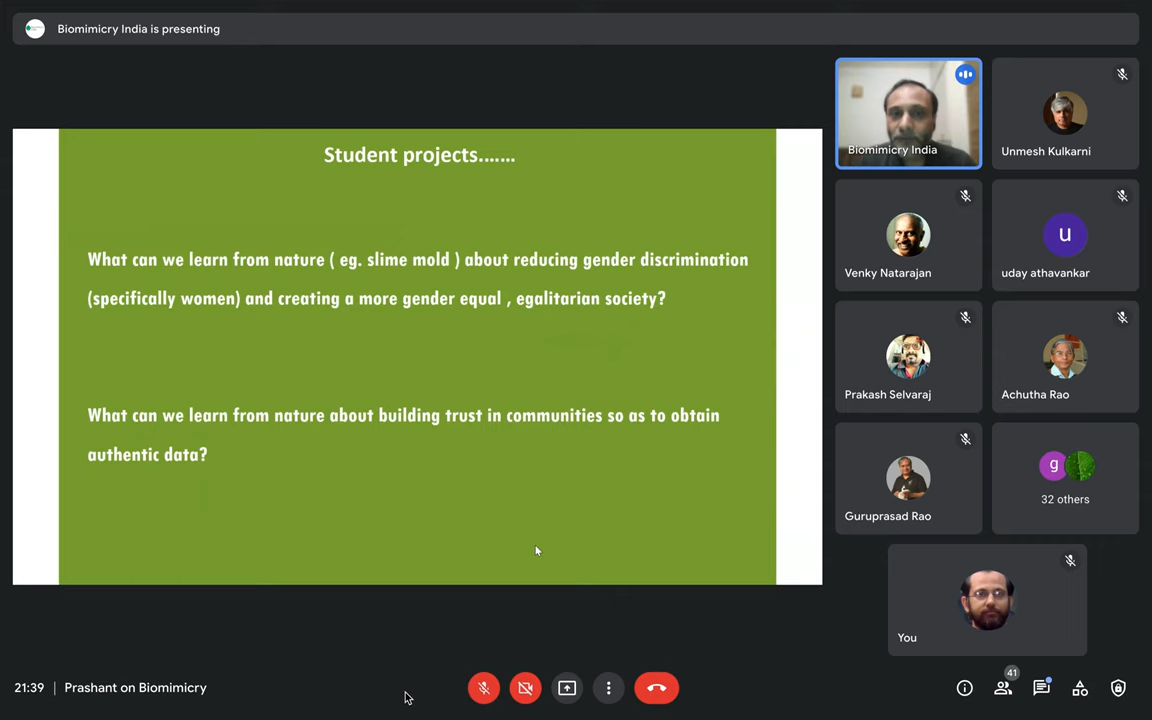 Biomimicry India is presenting
Student projects.......
What can we learn from nature ( eg. slime mold ) about reducing gender discrimination
(specifically women) and creating a more gender equal , egalitarian society?
What can we learn from nature about building trust in communities so as to obtain
authentic data?
Biomimicry India
Unmesh Kulkarni
Venky Natarajan
u
uday athavankar
Prakash Selvaraj
Achutha Rao
Guruprasad Rao
g
32 others
You
21:39 | Prashant on Biomimicry
41